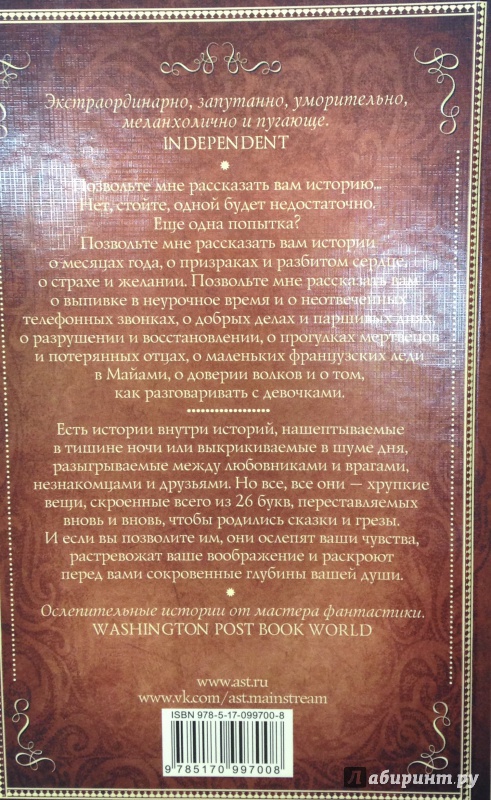 Экстраординарно, запутанно, уморительно,
меланхолично и пугающе.
INDEPENDENT
Позвольте мне рассказать вам историю...
Нет, стойте, одной будет недостаточно.
Еще одна попытка?
Позвольте мне рассказать вам истории
о месяцах года, о призраках и разбитом сердце,
о страхе и желании. Позвольте мне рассказать вам
о выпивке в неурочное время и о неотвеченных
телефонных звонках, о добрых делах и паршивых днях,
о разрушении и восстановлении, о прогулках мертвецов
и потерянных отцах, о маленьких французских леди
в Майами, о доверии волков и о том,
как разговаривать с девочками.
Есть истории внутри историй, нашептываемые
в тишине ночи или выкрикиваемые в шуме дня,
разыгрываемые между любовниками и врагами,
незнакомцами и друзьями. Но все, все они — хрупкие
вещи, скроенные всего из 26 букв, переставляемых
вновь и вновь, чтобы родились сказки и грезы.
И если вы позволите им, они ослепят ваши чувства,
растревожат ваше воображение и раскроют
перед вами сокровенные глубины вашей души.
Ослепительные истории от мастера фантастики.
WASHINGTON POST BOOK WORLD
www.ast.ru
www.vk.com/ast.mainstream
ISBN 978-5-17-099700-8
9 785170 997008
Лабиринт.ру